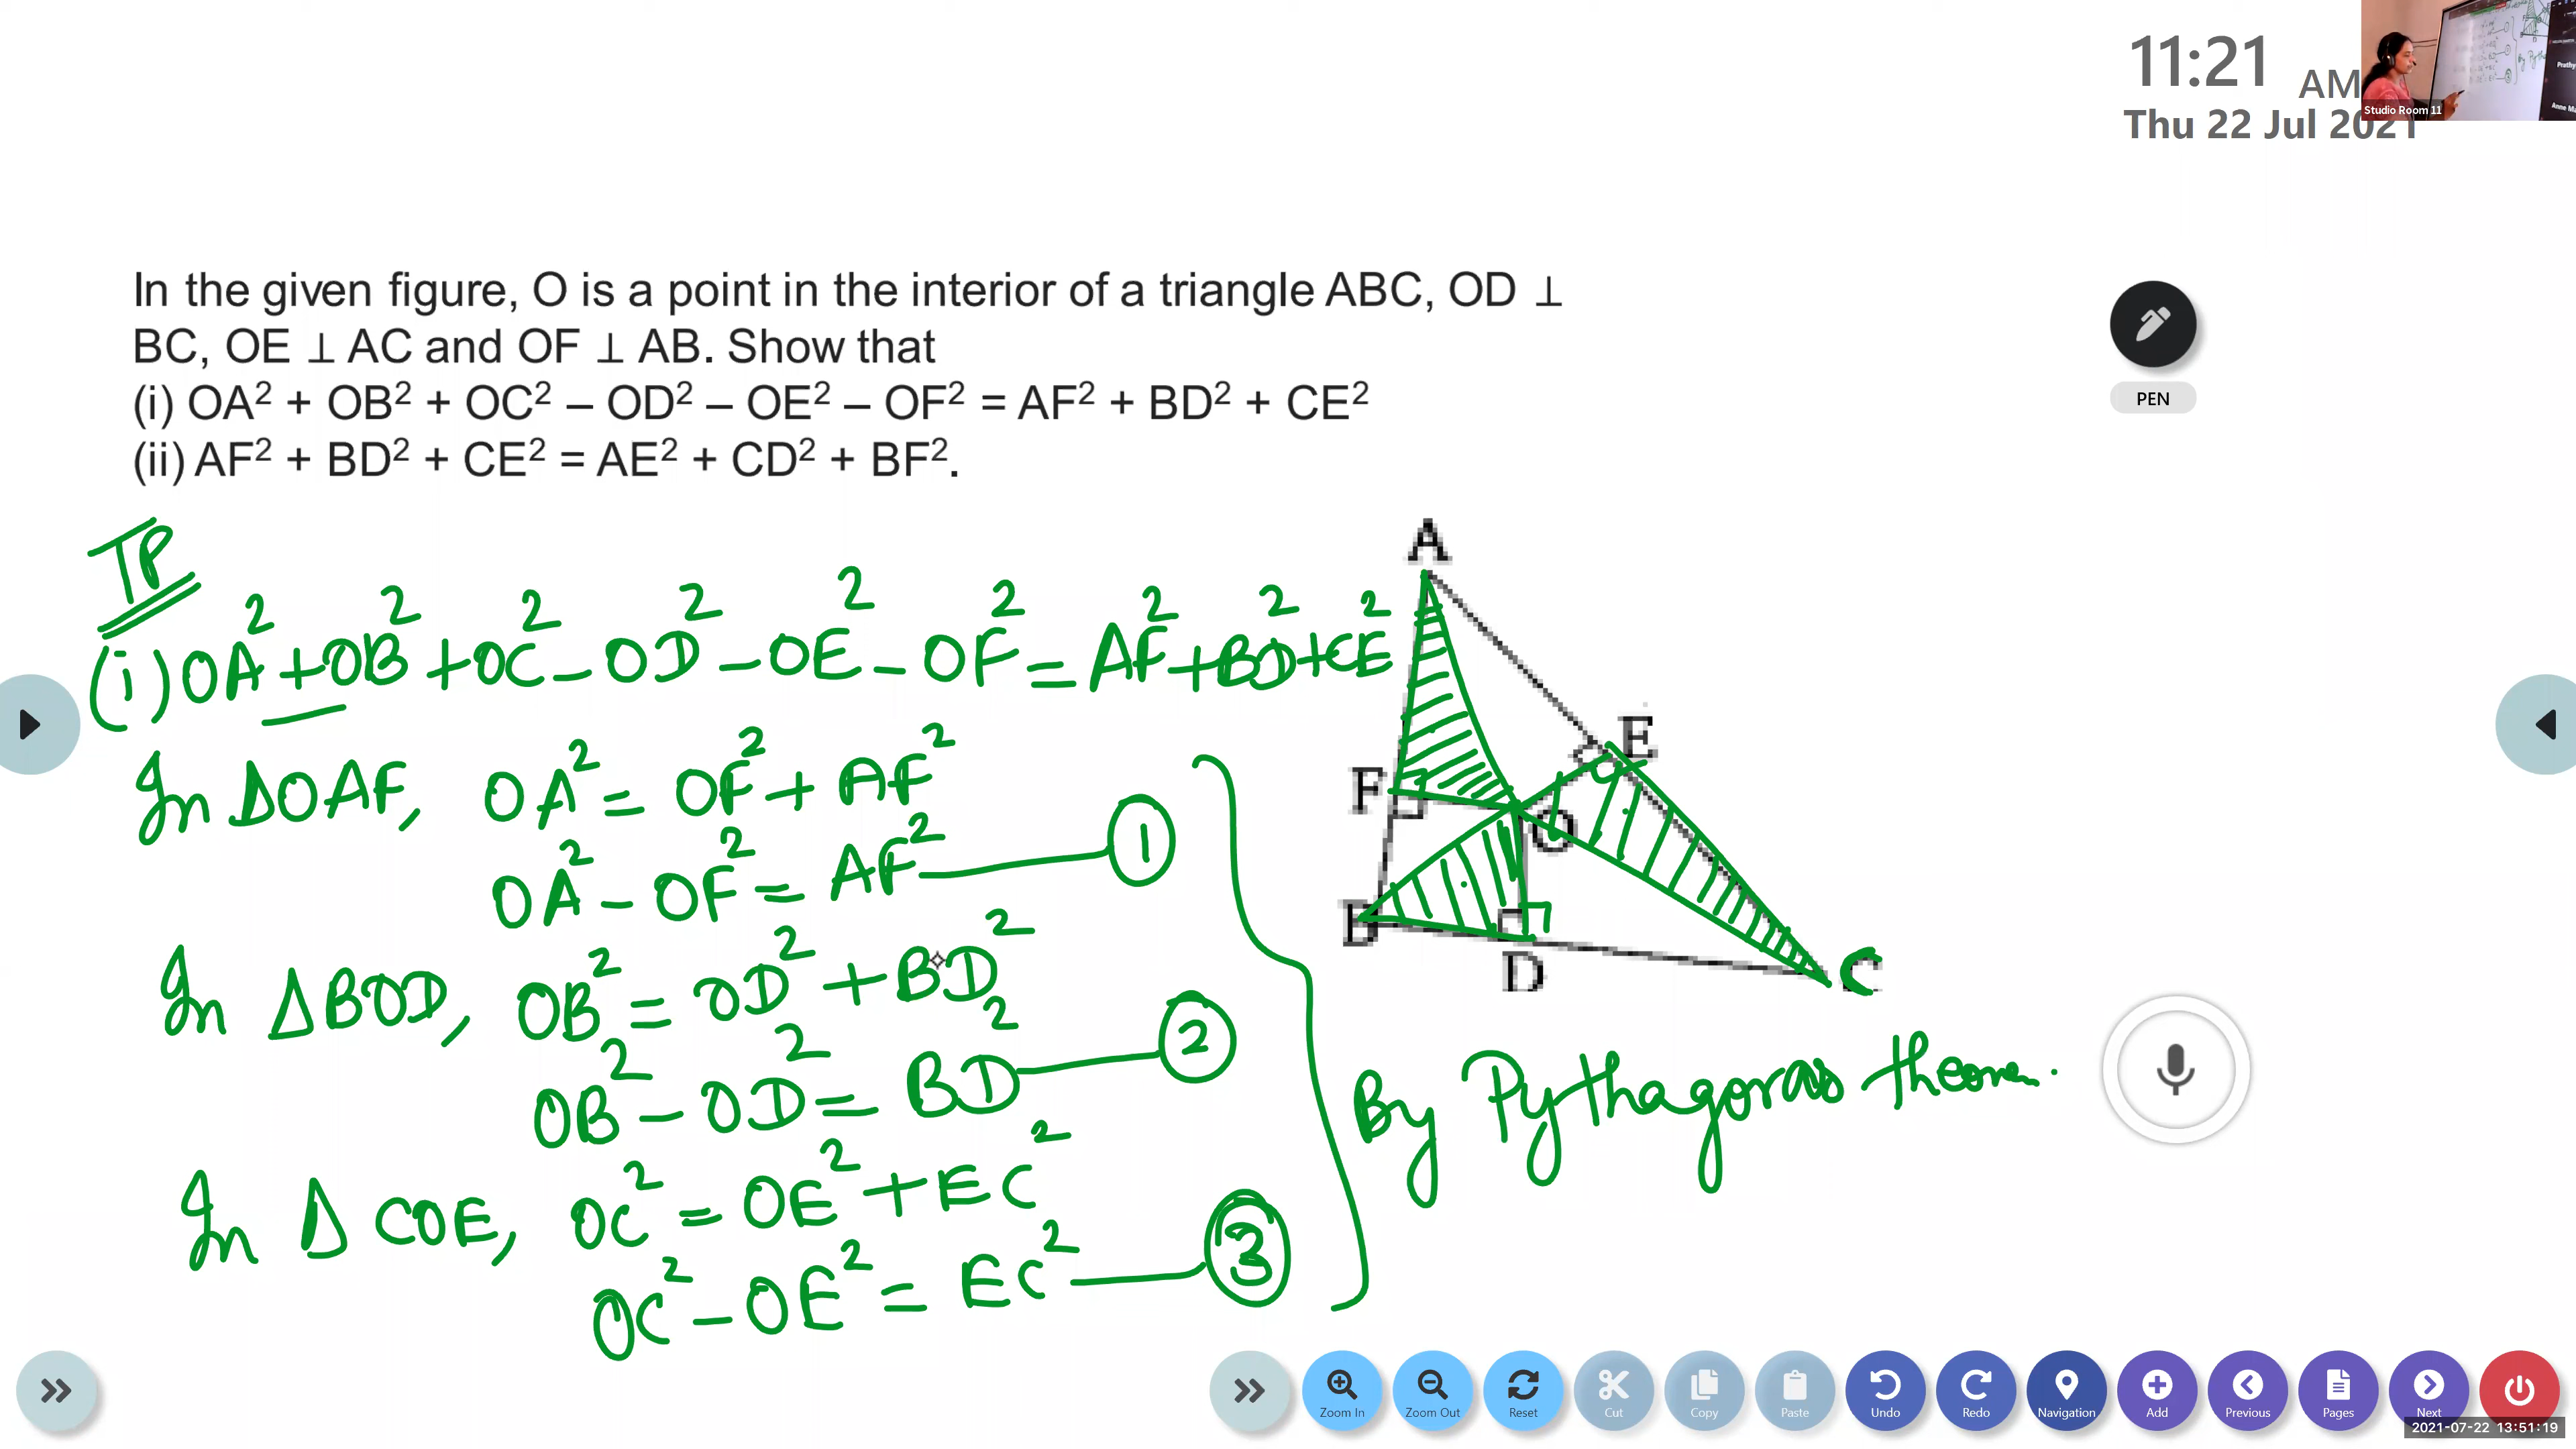 11:21 AM
Thu 22 Jul 2021
Studio Room 11
In the given figure, O is a point in the interior of a triangle ABC, OD ⊥
BC, OE ⊥ AC and OF ⊥ AB. Show that
(i) OA² + OB² + OC² – OD² – OE² – OF² = AF² + BD² + CE²
(ii) AF² + BD² + CE² = AE² + CD² + BF².
PEN
TP
(i) OA² + OB² + OC² – OD² – OE² – OF² = AF² + BD² + CE²
In ΔOAF, OA² = OF² + AF²
OA² – OF² = AF² — 1
In ΔBOD, OB² = OD² + BD²
OB² – OD² = BD² — 2
In Δ COE, OC² = OE² + EC²
OC² – OE² = EC² — 3
By Pythagoras theorem.
A
E
F
O
B
D
C
Zoom In
Zoom Out
Reset
Cut
Copy
Paste
Undo
Redo
Navigation
Add
Previous
Pages
Next
2021-07-22 13:51:19